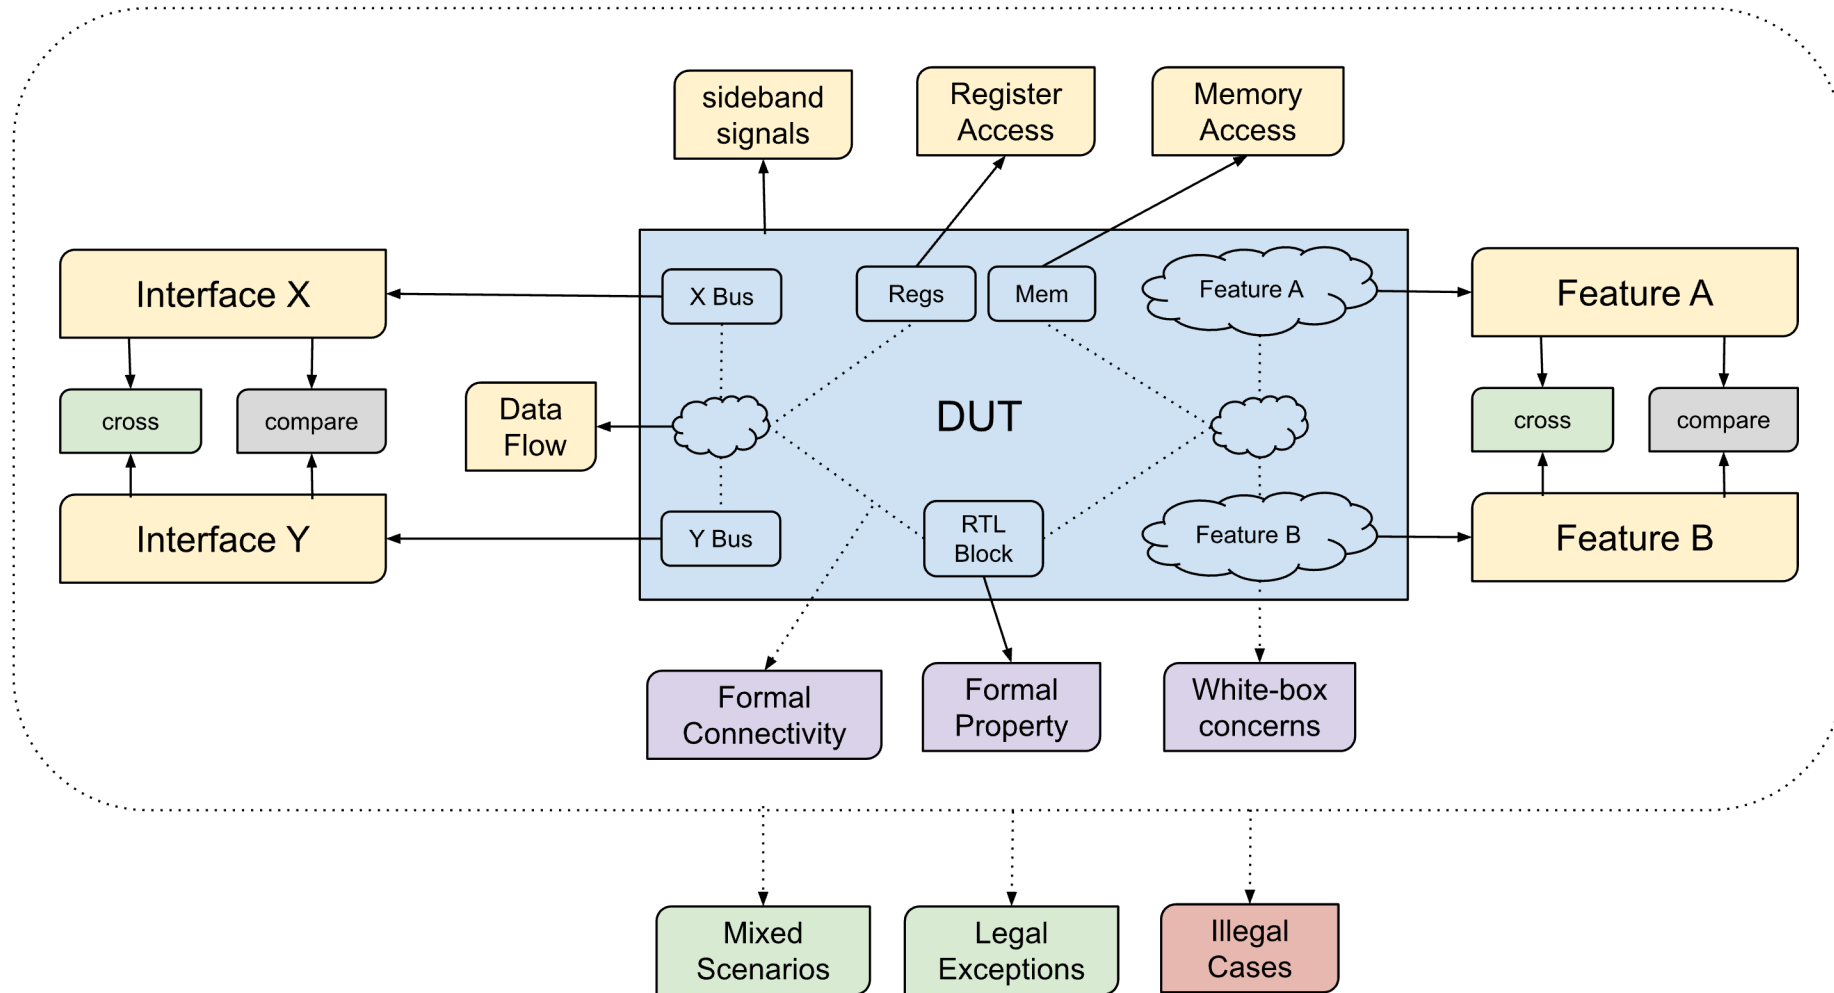 sideband
signals
Register
Access
Memory
Access
Interface X
X Bus
Regs
Mem
Feature A
Feature A
cross
compare
Data
Flow
DUT
cross
compare
Interface Y
Y Bus
RTL
Block
Feature B
Feature B
Formal
Connectivity
Formal
Property
White-box
concerns
Mixed
Scenarios
Legal
Exceptions
Illegal
Cases